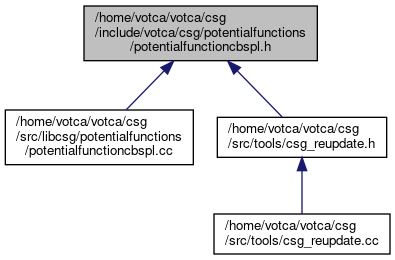 /home/votca/votca/csg
/include/votca/csg/potentialfunctions
/potentialfunctioncbspl.h
/home/votca/votca/csg
/src/libcsg/potentialfunctions
/potentialfunctioncbspl.cc
/home/votca/votca/csg
/src/tools/csg_reupdate.h
/home/votca/votca/csg
/src/tools/csg_reupdate.cc